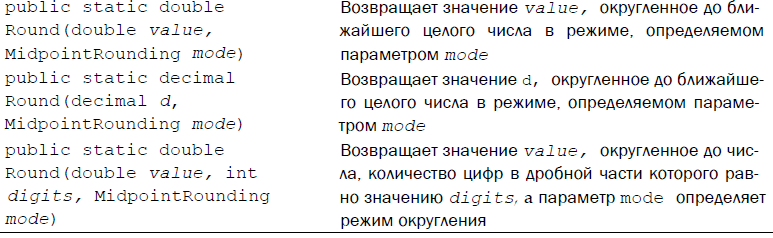 public static double
Round(double value,
MidpointRounding mode)
Возвращает значение value, округленное до бли-
жайшего целого числа в режиме, определяемом
параметром mode
public static decimal
Round(decimal d,
MidpointRounding mode)
Возвращает значение d, округленное до ближайше-
го целого числа в режиме, определяемом параме-
тром mode
public static double
Round(double value, int
digits, MidpointRounding
mode)
Возвращает значение value, округленное до чис-
ла, количество цифр в дробной части которого рав-
но значению digits, а параметр mode определяет
режим округления